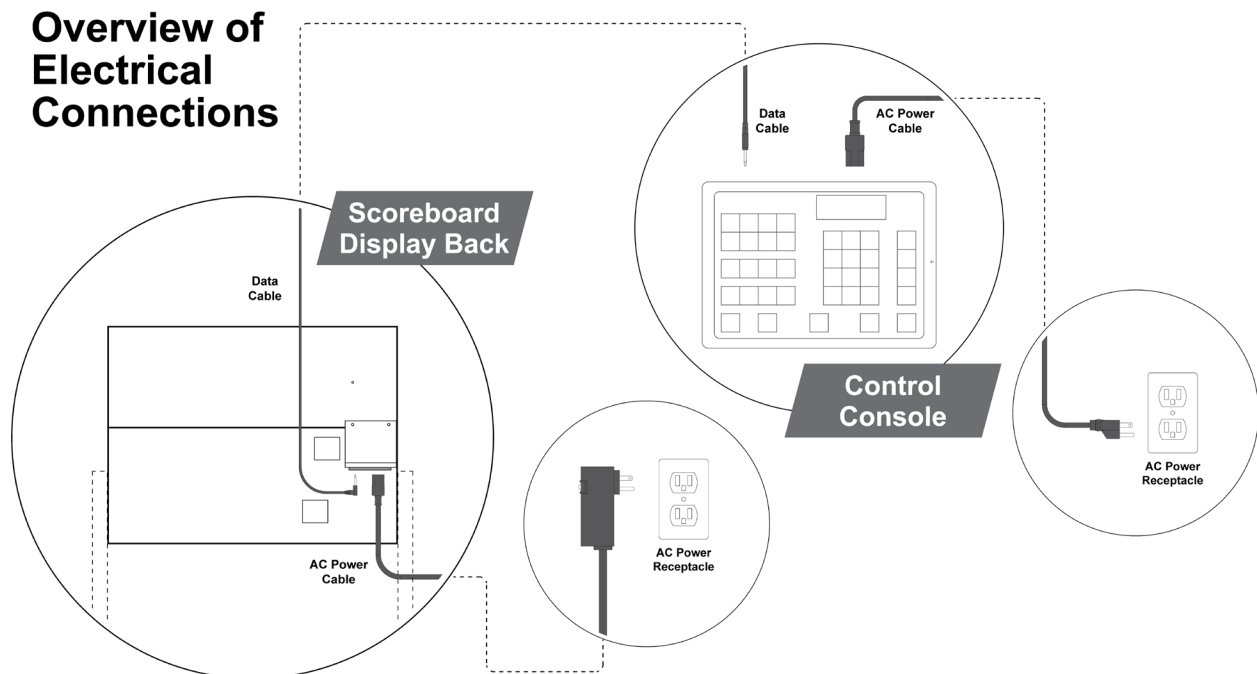 Overview of
Electrical
Connections
Data
Cable
AC Power
Cable
Scoreboard
Display Back
Data
Cable
Control
Console
AC Power
Receptacle
AC Power
Receptacle
AC Power
Cable